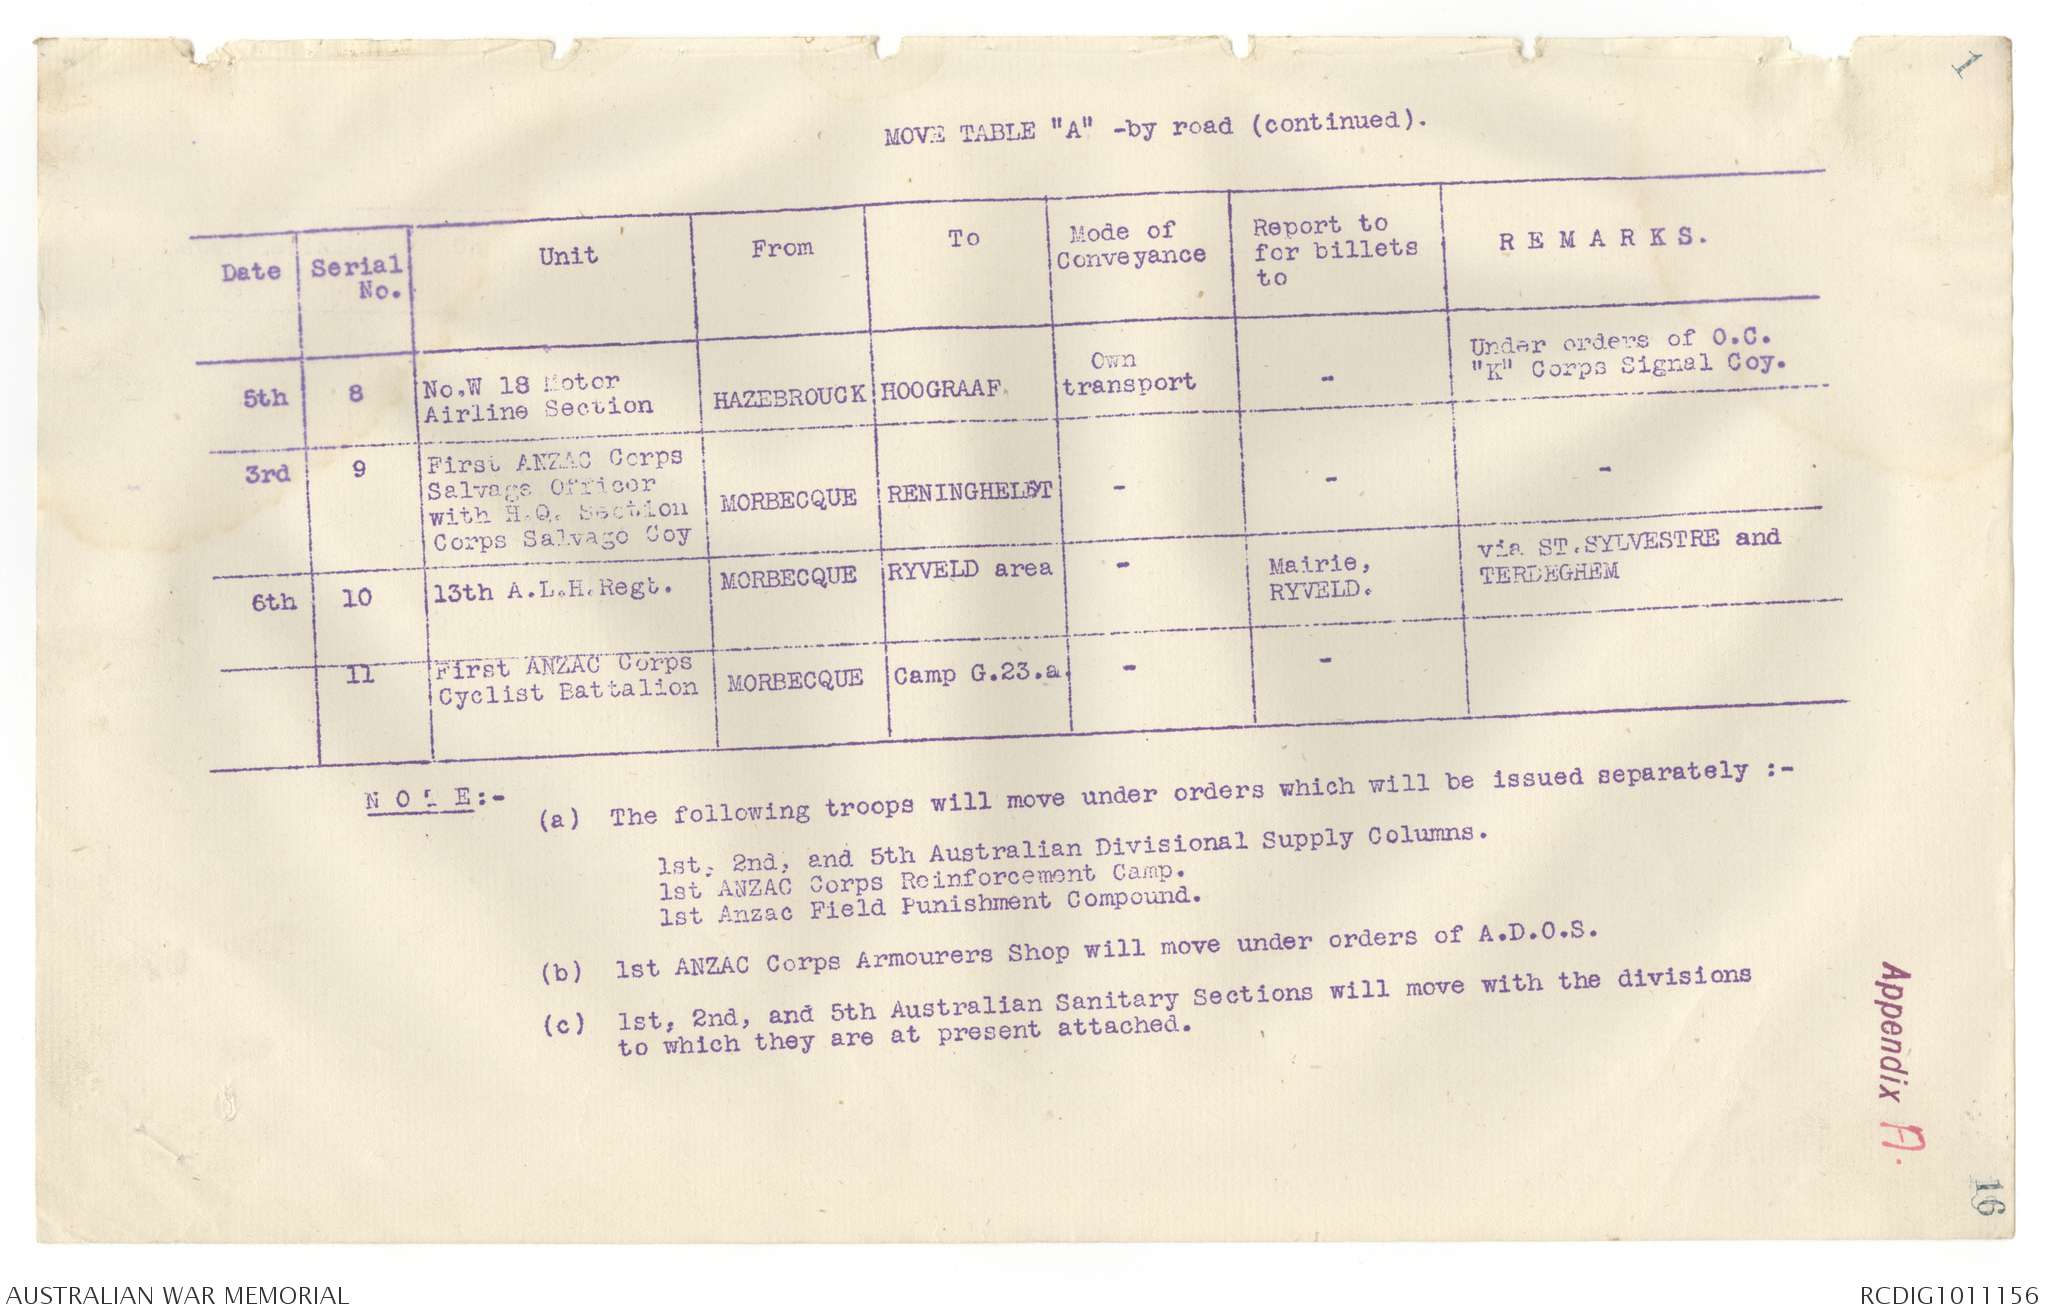 1
MOVE TABLE "A" -by road (continued).
Date
Serial No.
Unit
From
To
Mode of Conveyance
Report to for billets to
R E M A R K S.
5th
8
No.W 18 Motor
Airline Section
HAZEBROUCK
HOOGRAAF
Own
transport
-
Under orders of O.C.
"K" Corps Signal Coy.
3rd
9
First ANZAC Corps
Salvage Officer
with H.Q. Section
Corps Salvage Coy
MORBECQUE
-
-
-
6th
10
13th A.L.H.Regt.
MORBECQUE
RYVELD area
-
Mairie,
RYVELD.
via ST.SYLVESTRE and
TERDEGHEM
11
First ANZAC Corps
Cyclist Battalion
MORBECQUE
Camp G.23.a.
-
-
N O T E:-
(a) The following troops will move under orders which will be issued separately :-
1st, 2nd, and 5th Australian Divisional Supply Columns.
1st ANZAC Corps Reinforcement Camp.
1st Anzac Field Punishment Compound.
(b) 1st ANZAC Corps Armourers Shop will move under orders of A.D.O.S.
(c) 1st, 2nd, and 5th Australian Sanitary Sections will move with the divisions
to which they are at present attached.
Appendix A.
16
AUSTRALIAN WAR MEMORIAL
RCDIG1011156